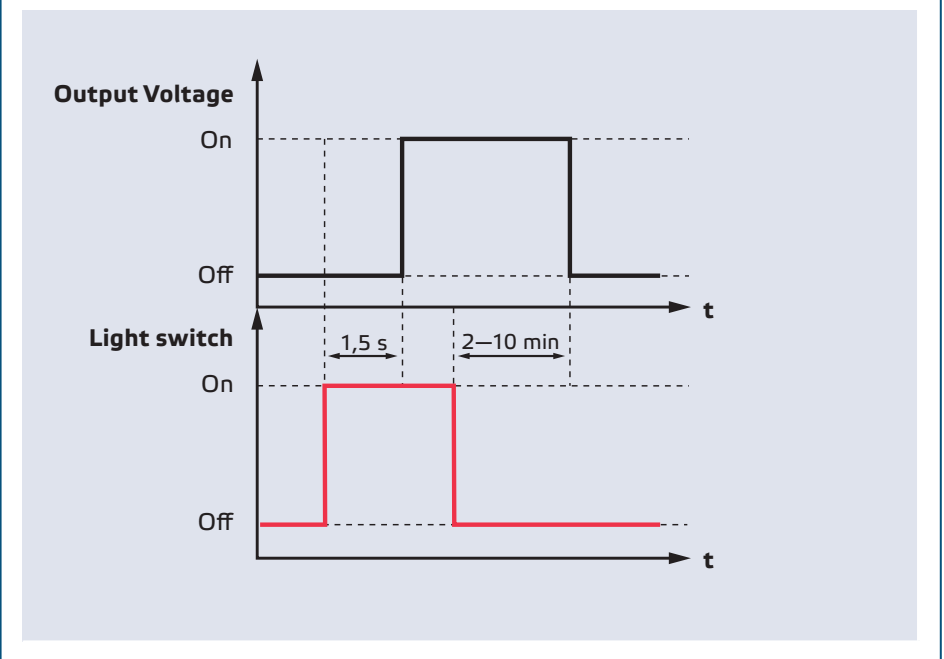 Output Voltage
On
Off
t
Light switch
1,5 s
2—10 min
On
Off
t